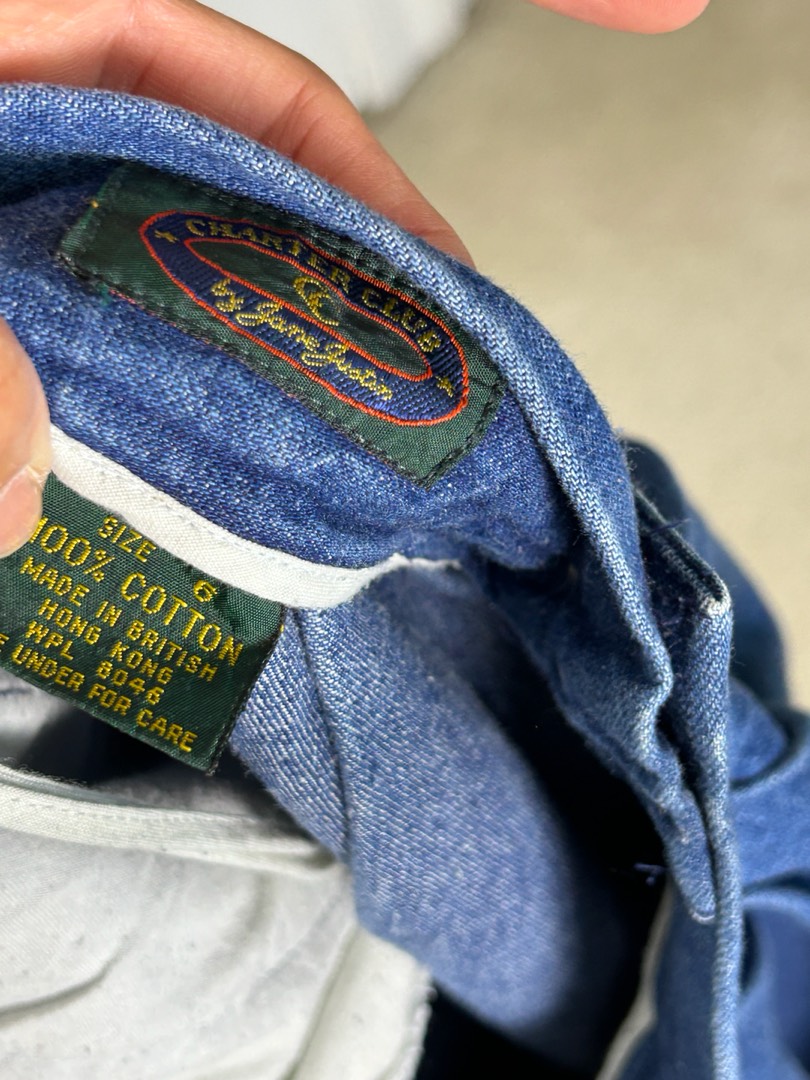 CHARTER CLUB
CC
by Jane Justin
SIZE 6
100% COTTON
MADE IN BRITISH
HONG KONG
WPL 8046
UNDER FOR CARE